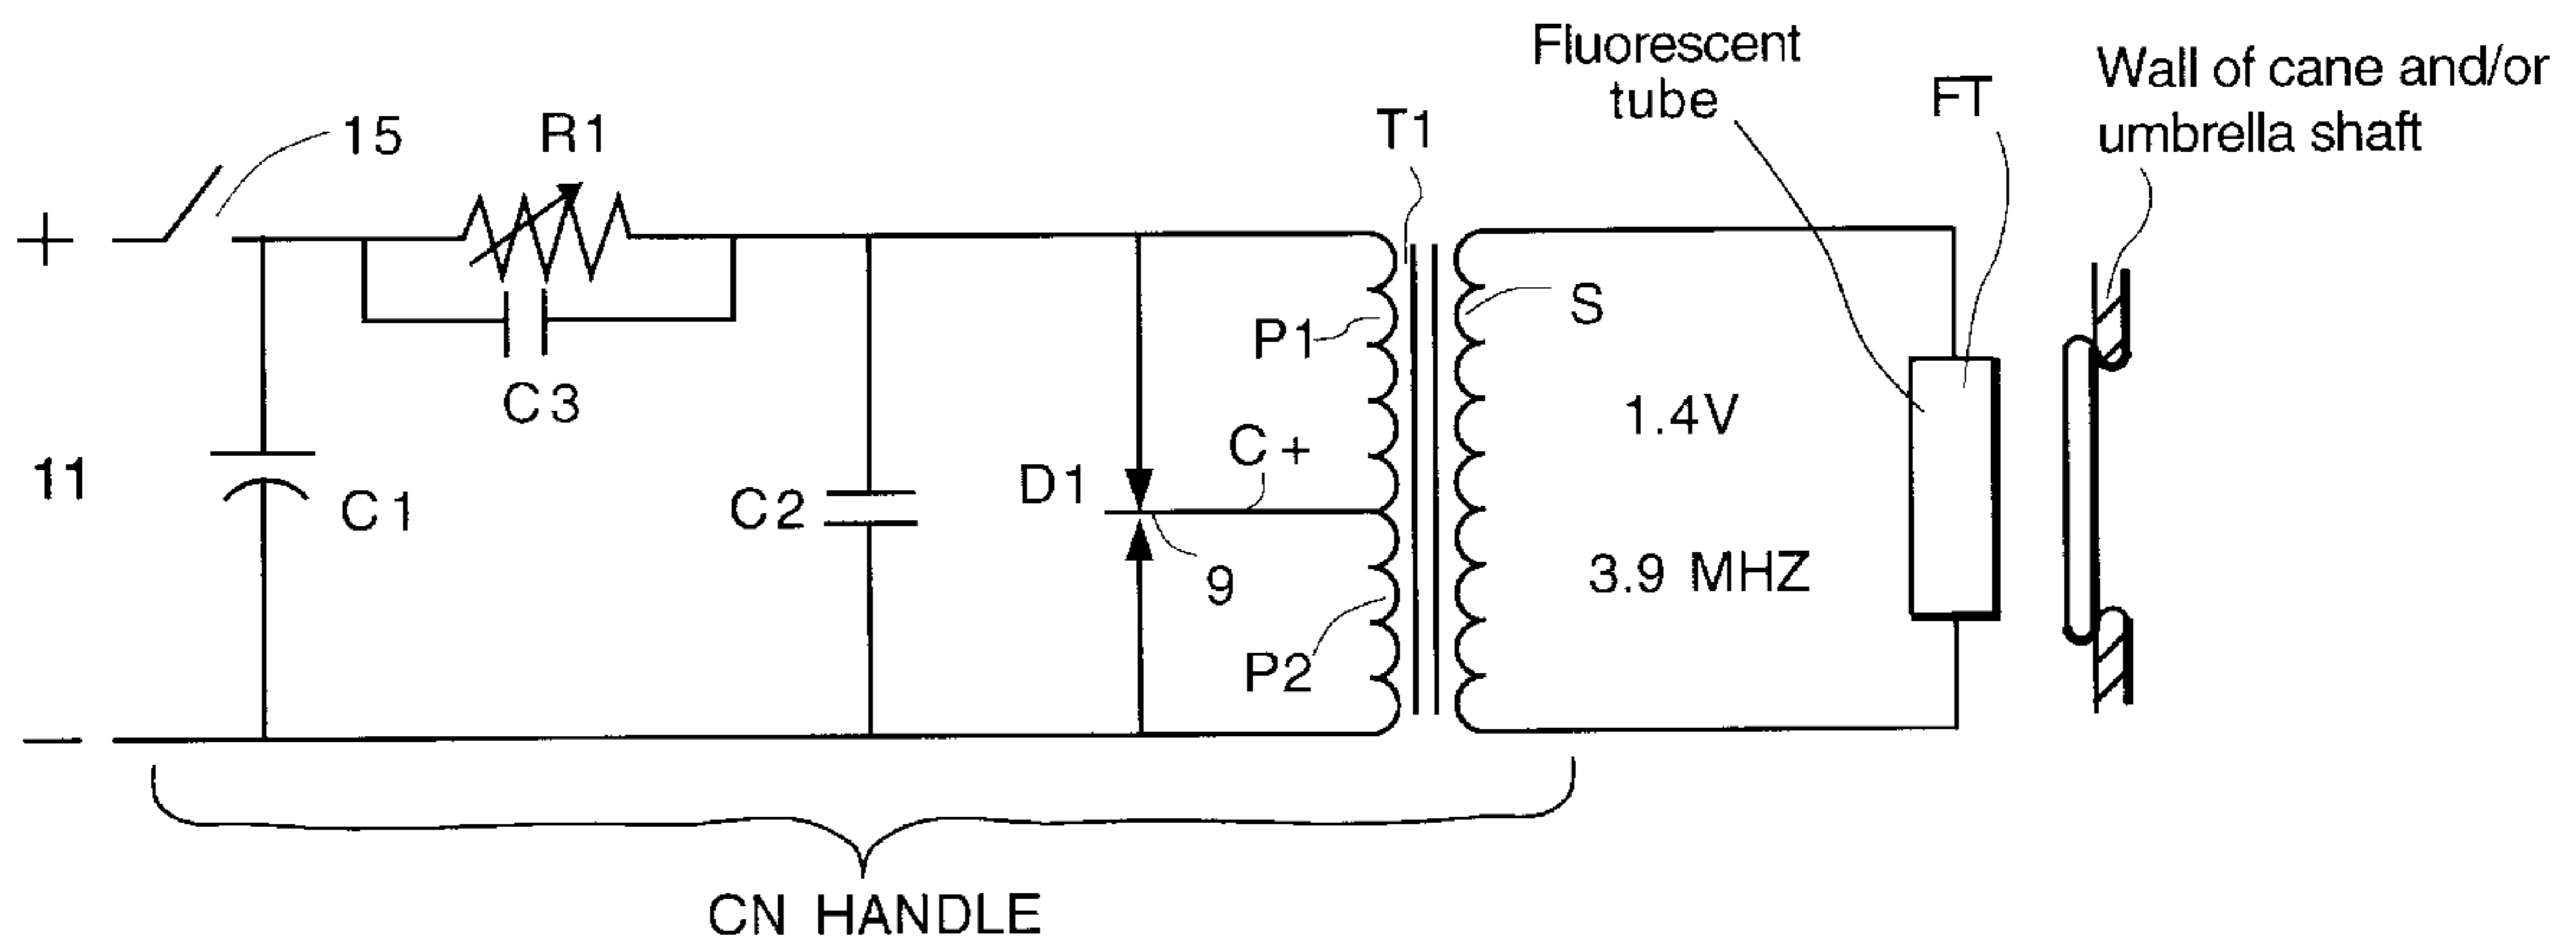 Fluorescent
tube
FT
Wall of cane and/or
umbrella shaft
15
R1
T1
+
C3
P1
S
11
C1
C2
D1
C+
9
1.4V
3.9 MHZ
P2
–
CN HANDLE